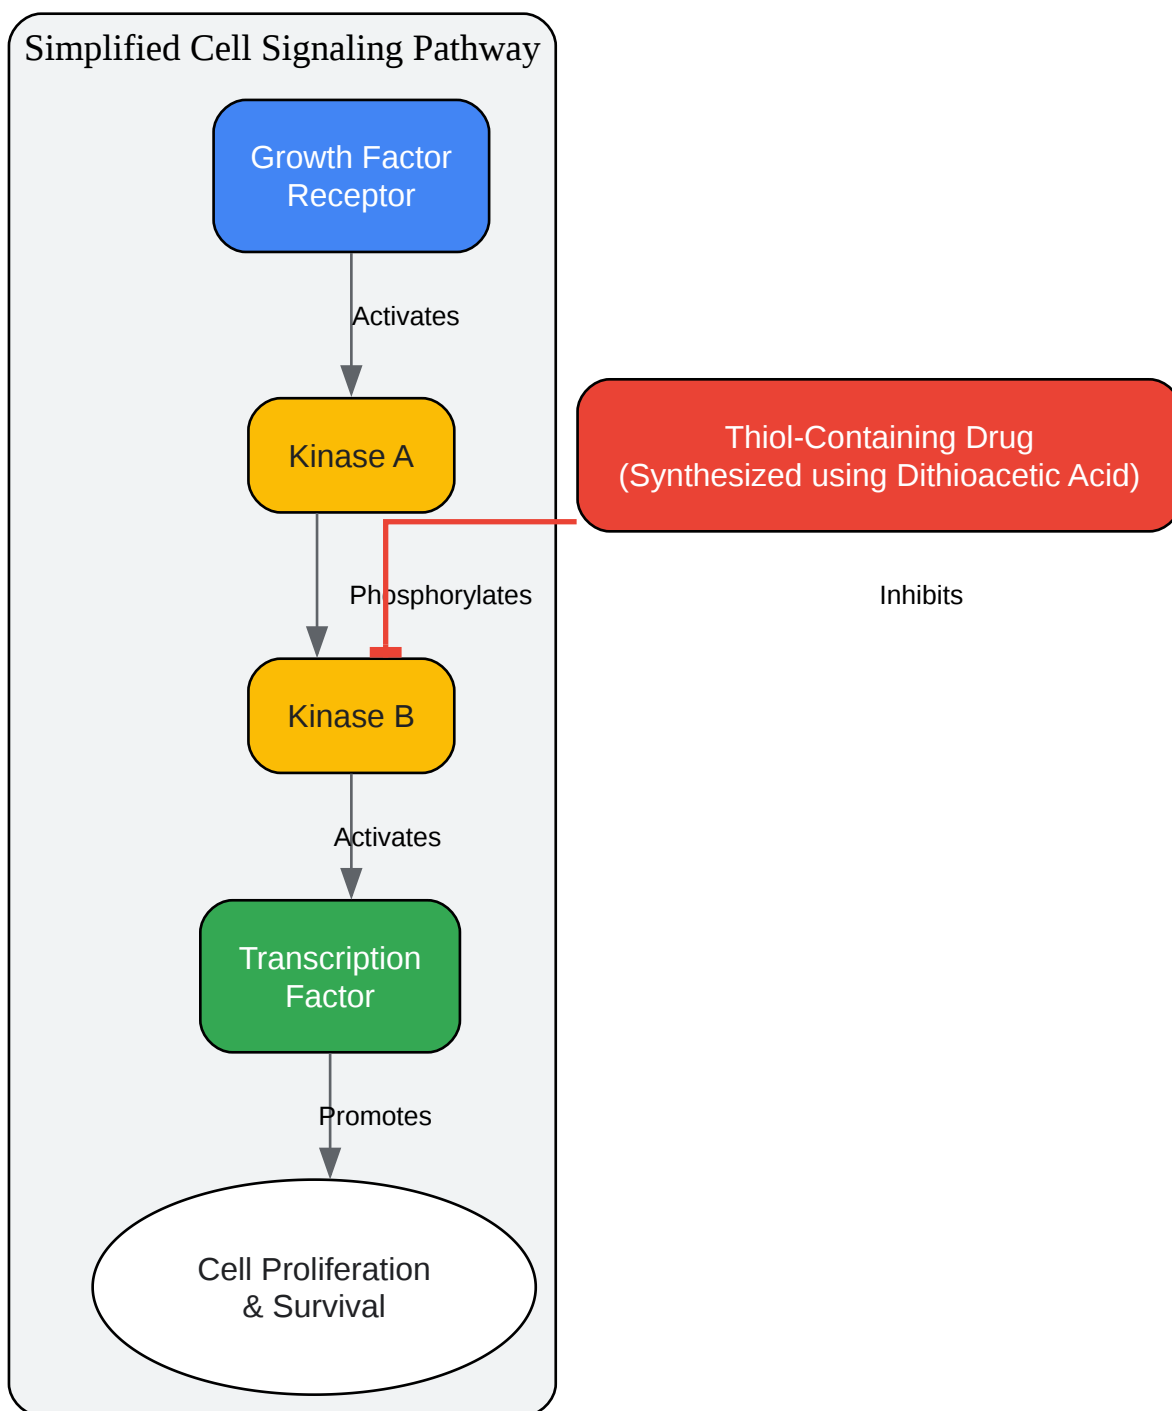 Simplified Cell Signaling Pathway
Growth Factor
Receptor
Activates
Kinase A
Thiol-Containing Drug
(Synthesized using Dithioacetic Acid)
Phosphorylates
Inhibits
Kinase B
Activates
Transcription
Factor
Promotes
Cell Proliferation
& Survival